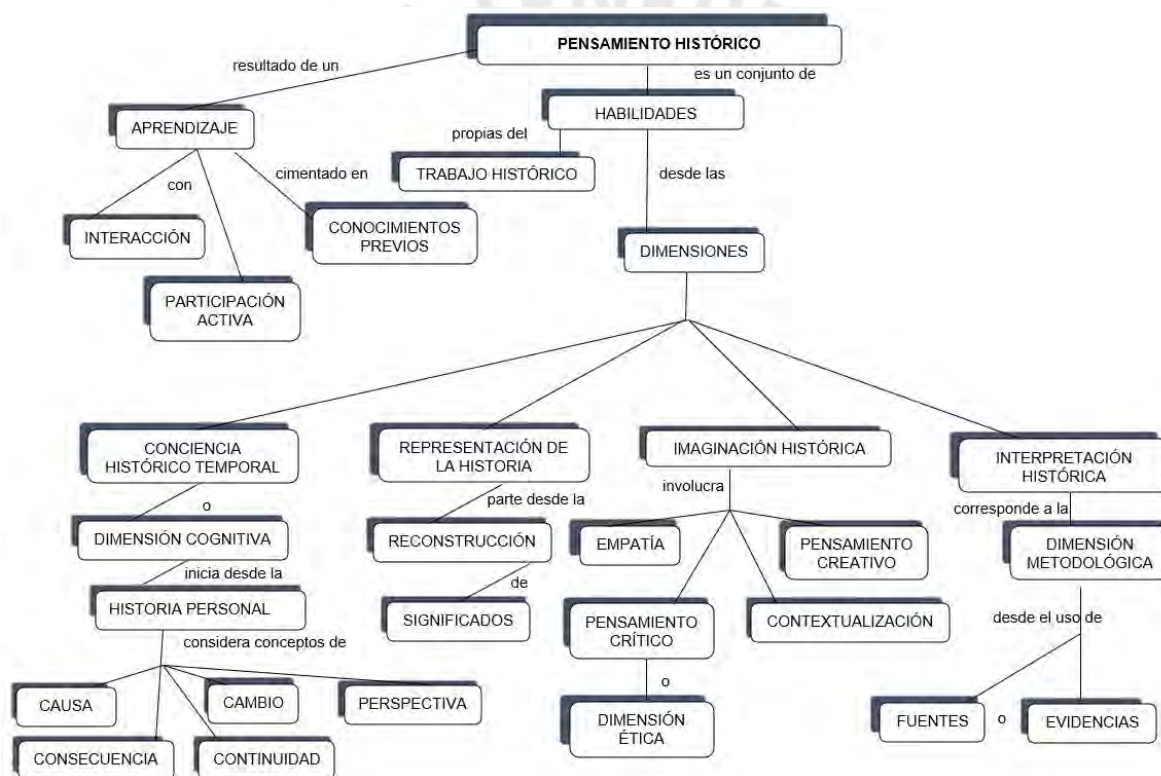 PENSAMIENTO HISTÓRICO
resultado de un
es un conjunto de
HABILIDADES
APRENDIZAJE
propias del
TRABAJO HISTÓRICO
desde las
con
cimentado en
INTERACCIÓN
CONOCIMIENTOS
PREVIOS
DIMENSIONES
PARTICIPACIÓN
ACTIVA
CONCIENCIA
HISTÓRICO TEMPORAL
o
DIMENSIÓN COGNITIVA
inicia desde la
HISTORIA PERSONAL
considera conceptos de
CAUSA
CAMBIO
PERSPECTIVA
CONSECUENCIA
CONTINUIDAD
REPRESENTACIÓN DE
LA HISTORIA
parte desde la
RECONSTRUCCIÓN
de
SIGNIFICADOS
IMAGINACIÓN HISTÓRICA
involucra
EMPATÍA
PENSAMIENTO
CREATIVO
PENSAMIENTO
CRÍTICO
CONTEXTUALIZACIÓN
o
DIMENSIÓN
ÉTICA
INTERPRETACIÓN
HISTÓRICA
corresponde a la
DIMENSIÓN
METODOLÓGICA
desde el uso de
FUENTES
o
EVIDENCIAS